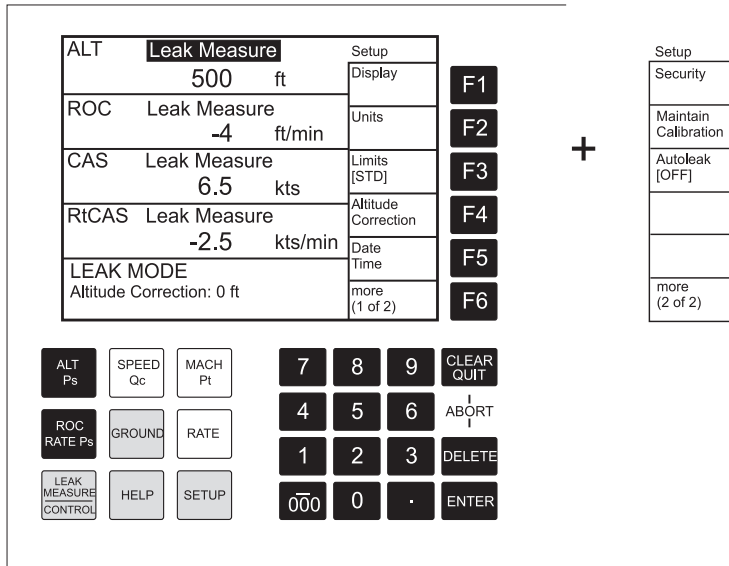 ALT Leak Measure
500 ft
ROC Leak Measure
-4 ft/min
CAS Leak Measure
6.5 kts
RtCAS Leak Measure
-2.5 kts/min
LEAK MODE
Altitude Correction: 0 ft
Setup
Display
Units
Limits
[STD]
Altitude
Correction
Date
Time
more
(1 of 2)
F1
F2
F3
F4
F5
F6
+
Setup
Security
Maintain
Calibration
Autoleak
[OFF]
more
(2 of 2)
ALT
Ps
SPEED
Qc
MACH
Pt
ROC
RATE Ps
GROUND
RATE
LEAK
MEASURE
CONTROL
HELP
SETUP
7 8 9 CLEAR
QUIT
4 5 6 ABORT
1 2 3 DELETE
000 0 . ENTER